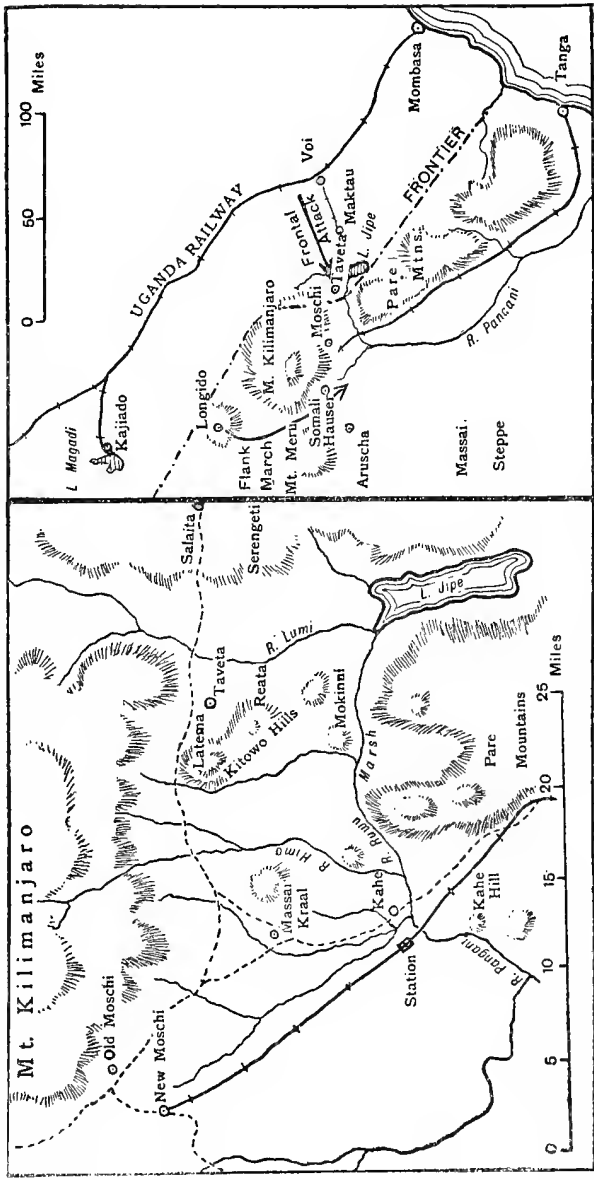 Mt. Kilimanjaro
Old Moschi
New Moschi
Salaita
Serengeti
R. Lumi
Taveta
Latema
Reata
Kitowo Hills
Mokinni
R. Himo
Massai
Kraal
Marsh
R. Ruwu
Kahe
L. Jipe
Station
Kahe
Hill
Pare
Mountains
R. Pangani
0 5 10 15 20 25
Miles
0 50 100
Miles
UGANDA RAILWAY
L Magadi
Kajiado
Longido
Voi
Mombasa
Frontal
Attack
Maktau
Taveta
L. Jipe
FRONTIER
M. Kilimanjaro
Moschi
Flank
March
Mt. Meru
Somali
Hauser
Aruscha
Pare
Mtns.
R. Pangani
Tanga
Massai
Steppe